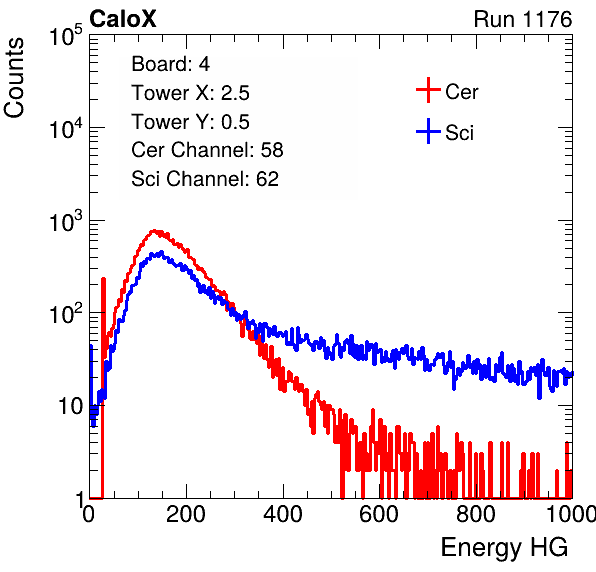 CaloX Run 1176
Counts
10^5
10^4
10^3
10^2
10
1
Board: 4
Tower X: 2.5
Tower Y: 0.5
Cer Channel: 58
Sci Channel: 62
Cer
Sci
0 200 400 600 800 1000
Energy HG